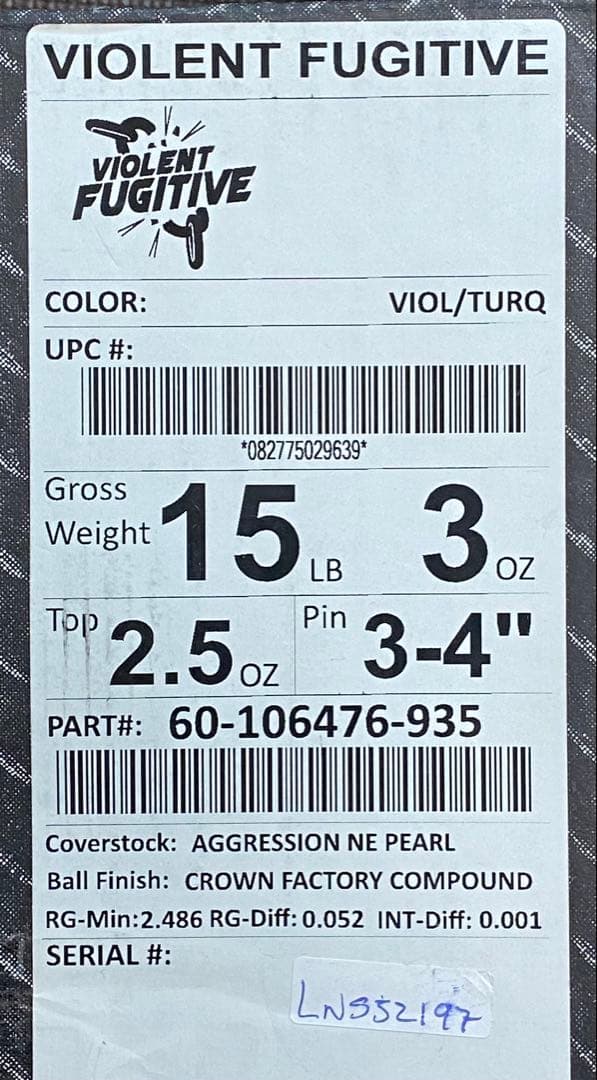 VIOLENT FUGITIVE
VIOLENT
FUGITIVE
COLOR: VIOL/TURQ
UPC #:
*082775029639*
Gross Weight 15 LB 3 OZ
Top 2.5 OZ Pin 3-4"
PART#: 60-106476-935
Coverstock: AGGRESSION NE PEARL
Ball Finish: CROWN FACTORY COMPOUND
RG-Min:2.486 RG-Diff: 0.052 INT-Diff: 0.001
SERIAL #:
LNS52197